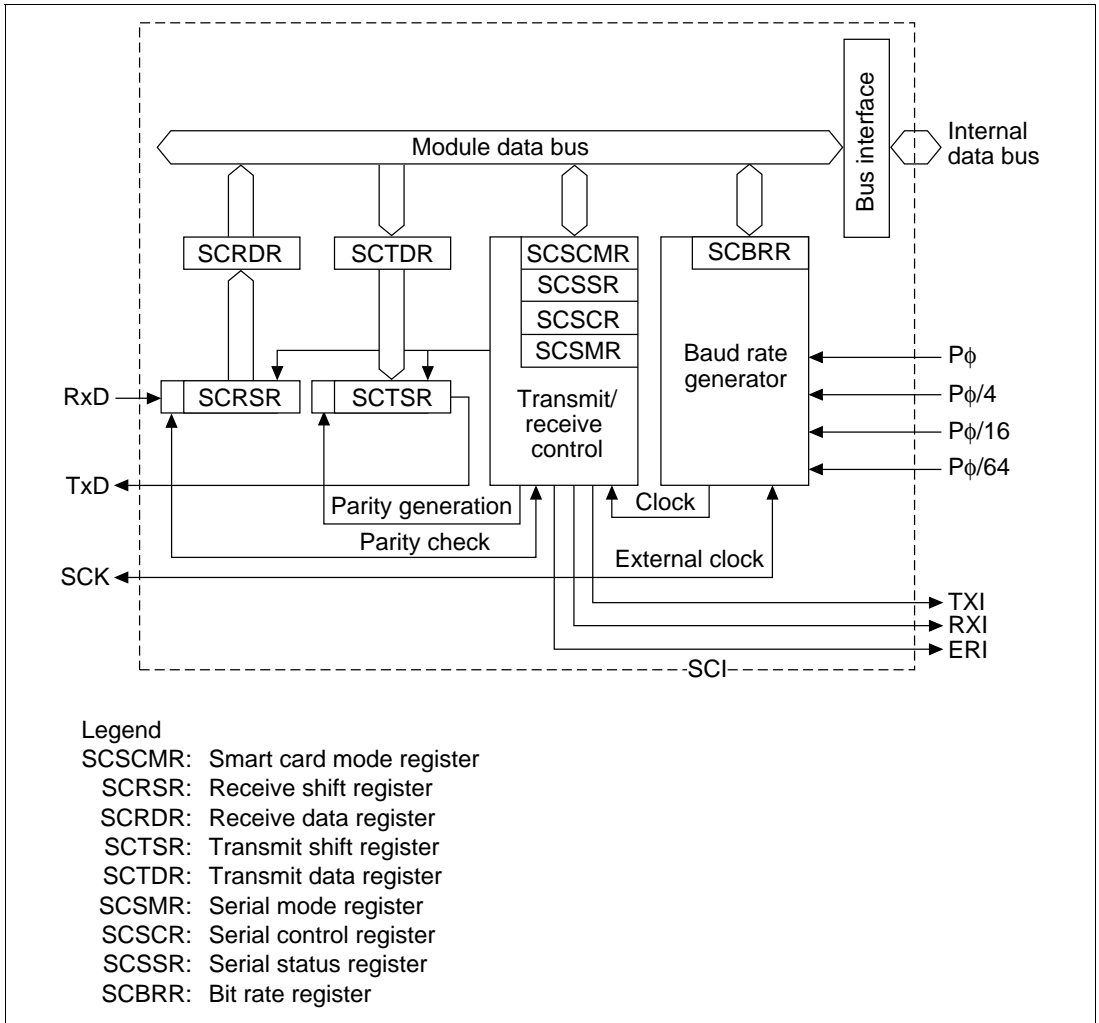 Bus interface
Internal
data bus
Module data bus
SCRDR
SCTDR
SCSCMR
SCSSR
SCSCR
SCSMR
Transmit/
receive
control
SCBRR
Baud rate
generator
Pϕ
Pϕ/4
Pϕ/16
Pϕ/64
RxD
SCRSR
SCTSR
TxD
Parity generation
Clock
Parity check
External clock
SCK
TXI
RXI
ERI
SCI
Legend
SCSCMR: Smart card mode register
SCRSR: Receive shift register
SCRDR: Receive data register
SCTSR: Transmit shift register
SCTDR: Transmit data register
SCSMR: Serial mode register
SCSCR: Serial control register
SCSSR: Serial status register
SCBRR: Bit rate register